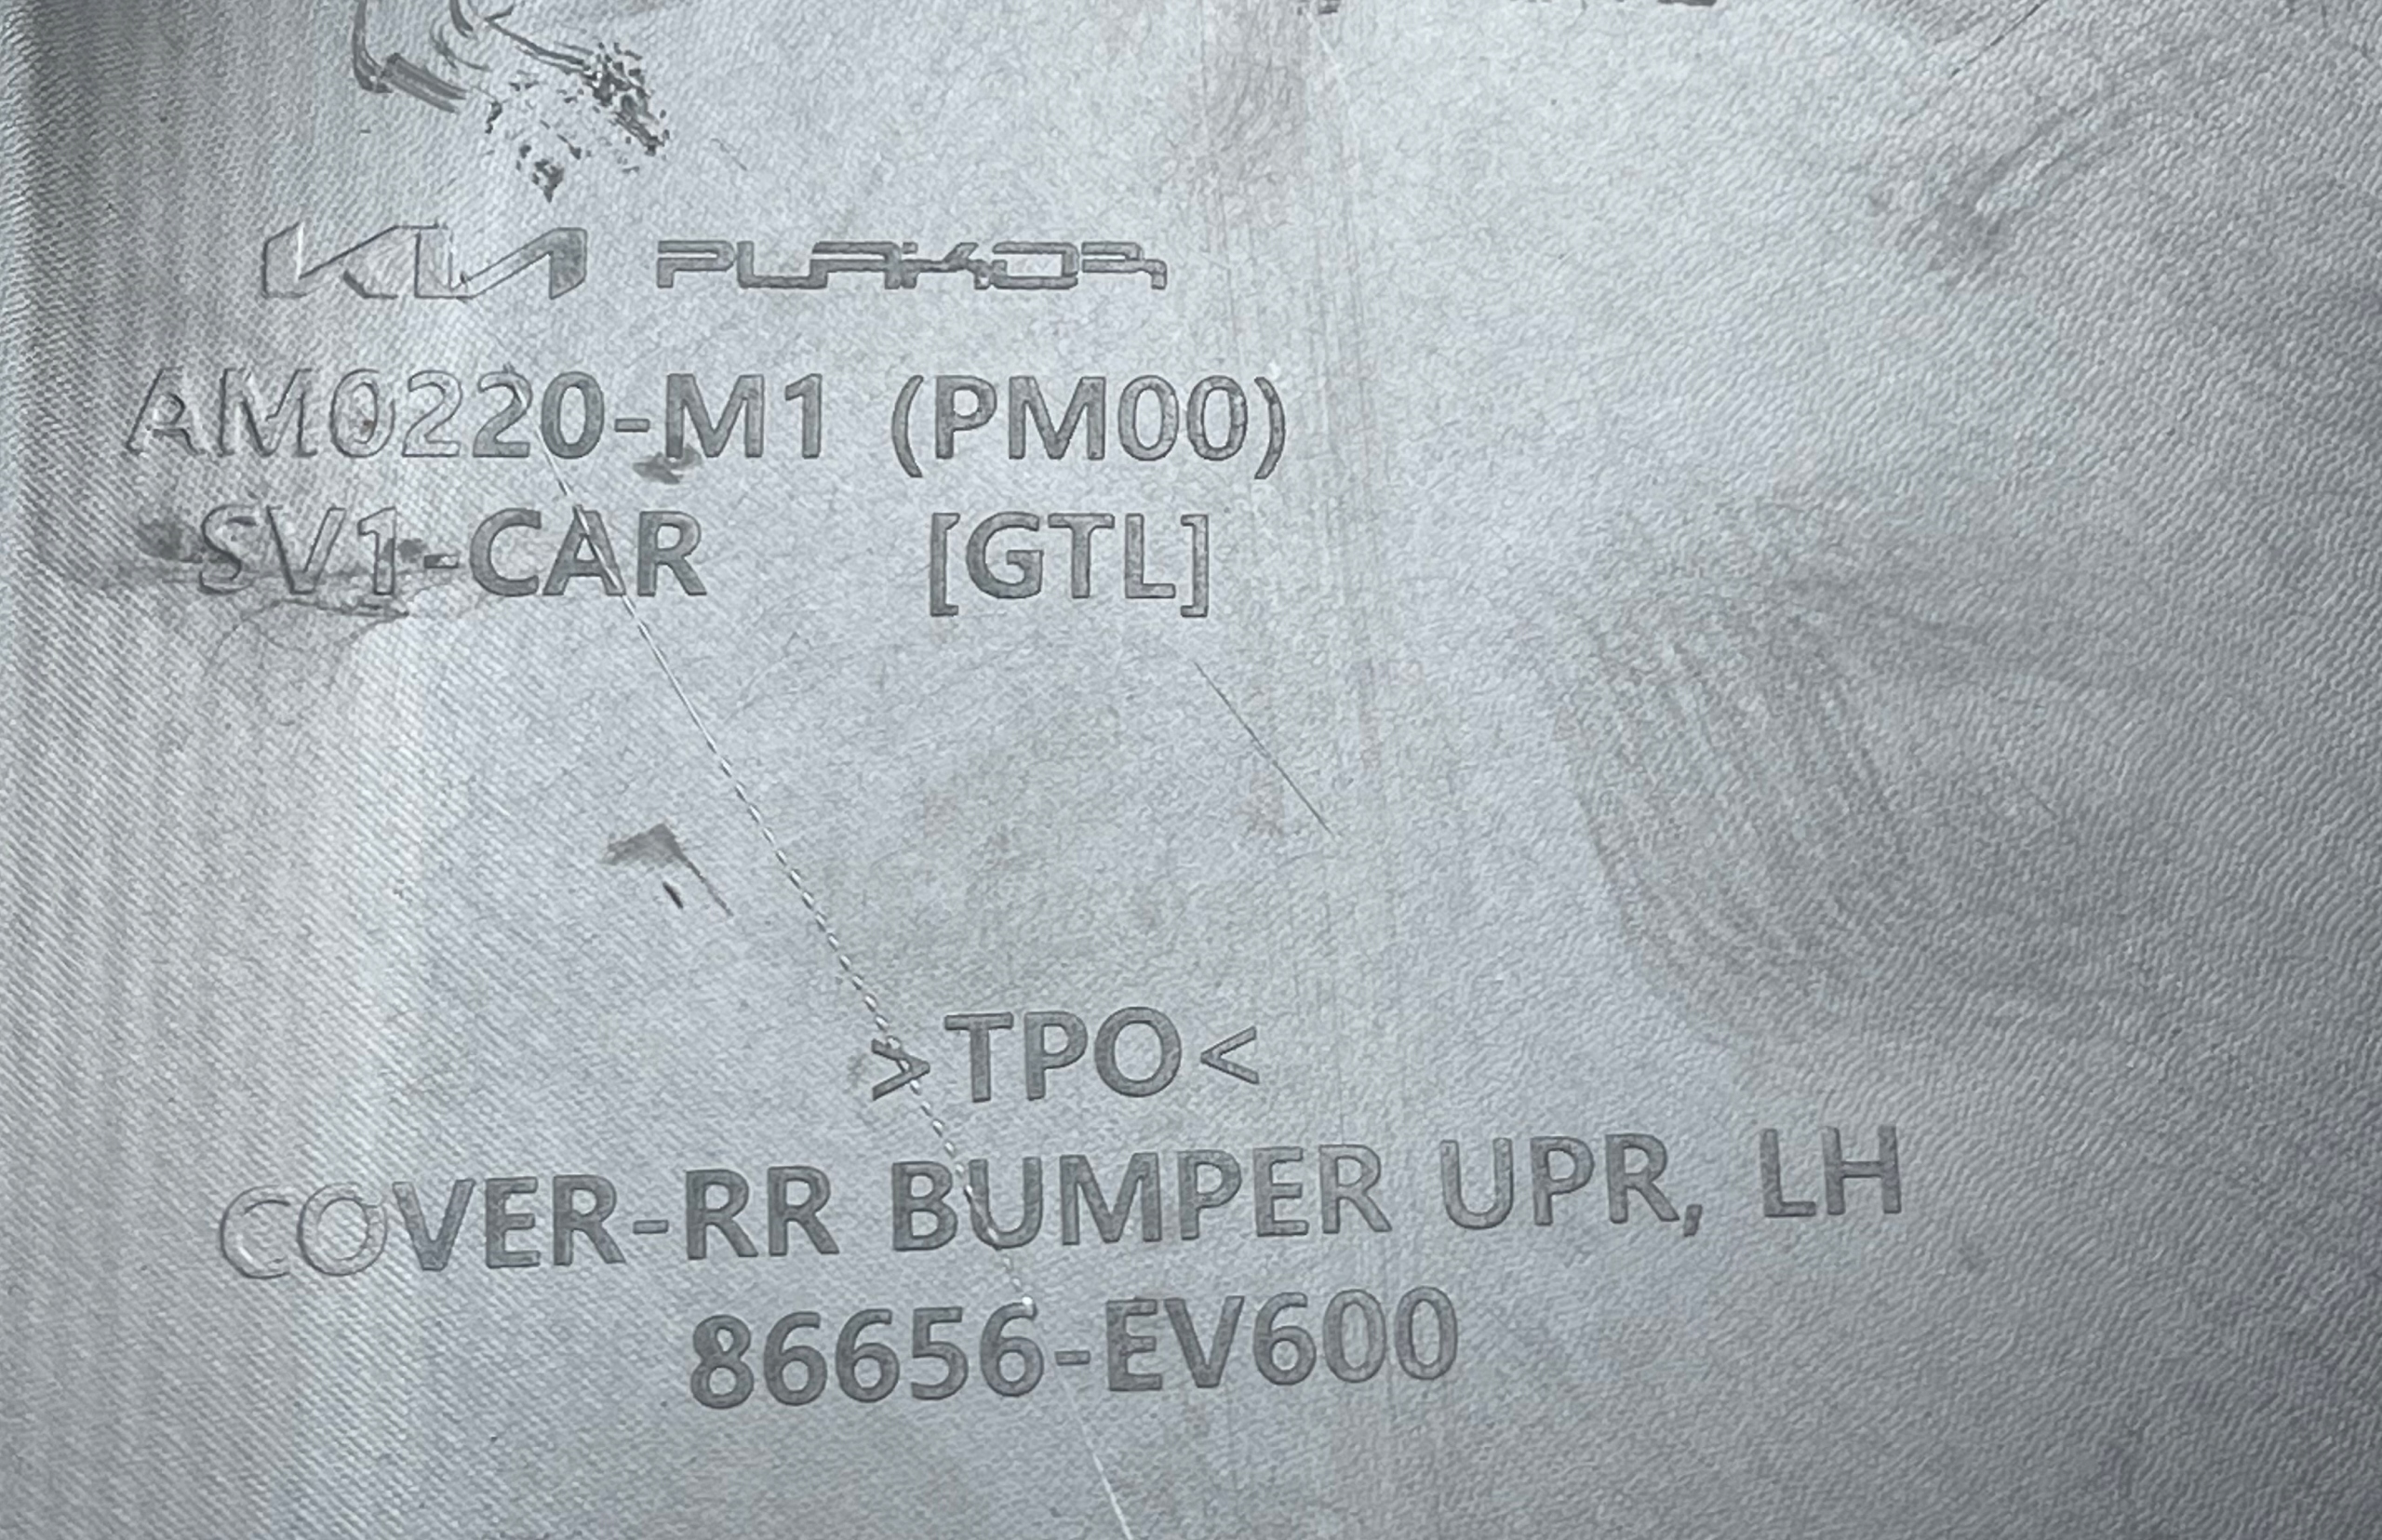 KIA PLAKOR
AM0220-M1 (PM00)
SV1-CAR [GTL]
>TPO<
COVER-RR BUMPER UPR, LH
86656-EV600